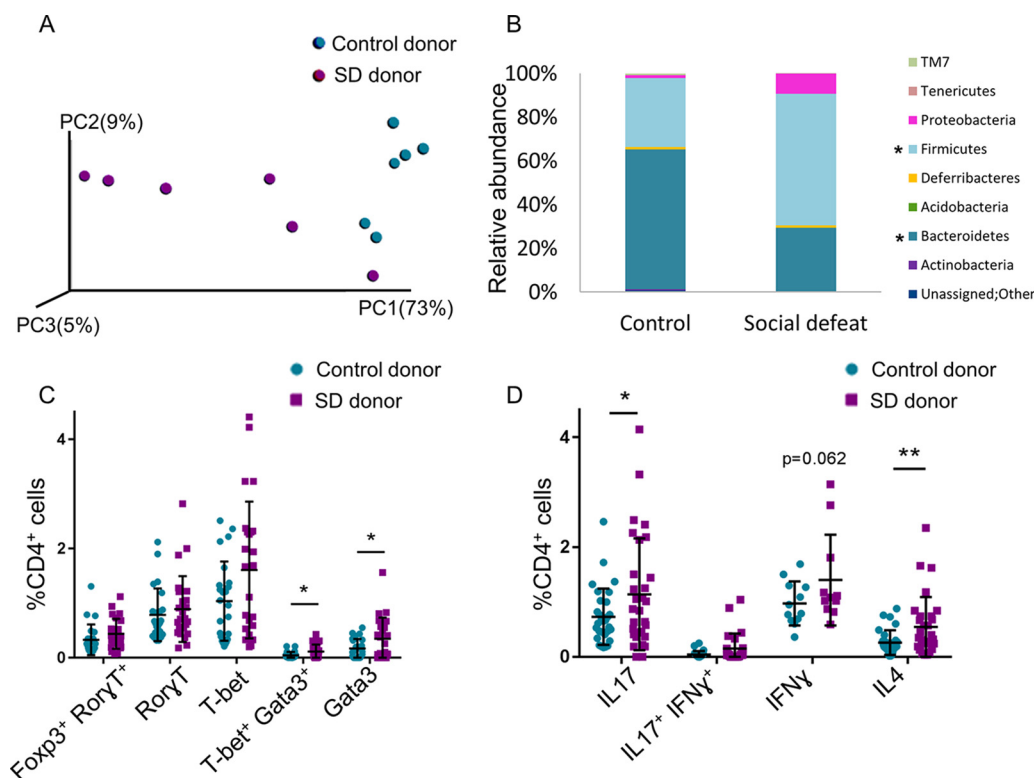 A
Control donor
SD donor
PC2(9%)
PC1(73%)
PC3(5%)
B
100%
80%
60%
40%
20%
0%
Relative abundance
Control
Social defeat
TM7
Tenericutes
Proteobacteria
* Firmicutes
Deferribacteres
Acidobacteria
* Bacteroidetes
Actinobacteria
Unassigned;Other
C
Control donor
SD donor
%CD4⁺ cells
4
2
0
*
*
Foxp3⁺ RorγT⁺
RorγT
T-bet
T-bet⁺ Gata3⁺
Gata3
D
Control donor
SD donor
%CD4⁺ cells
4
2
0
*
p=0.062
**
IL17
IL17⁺ IFNγ⁺
IFNγ
IL4